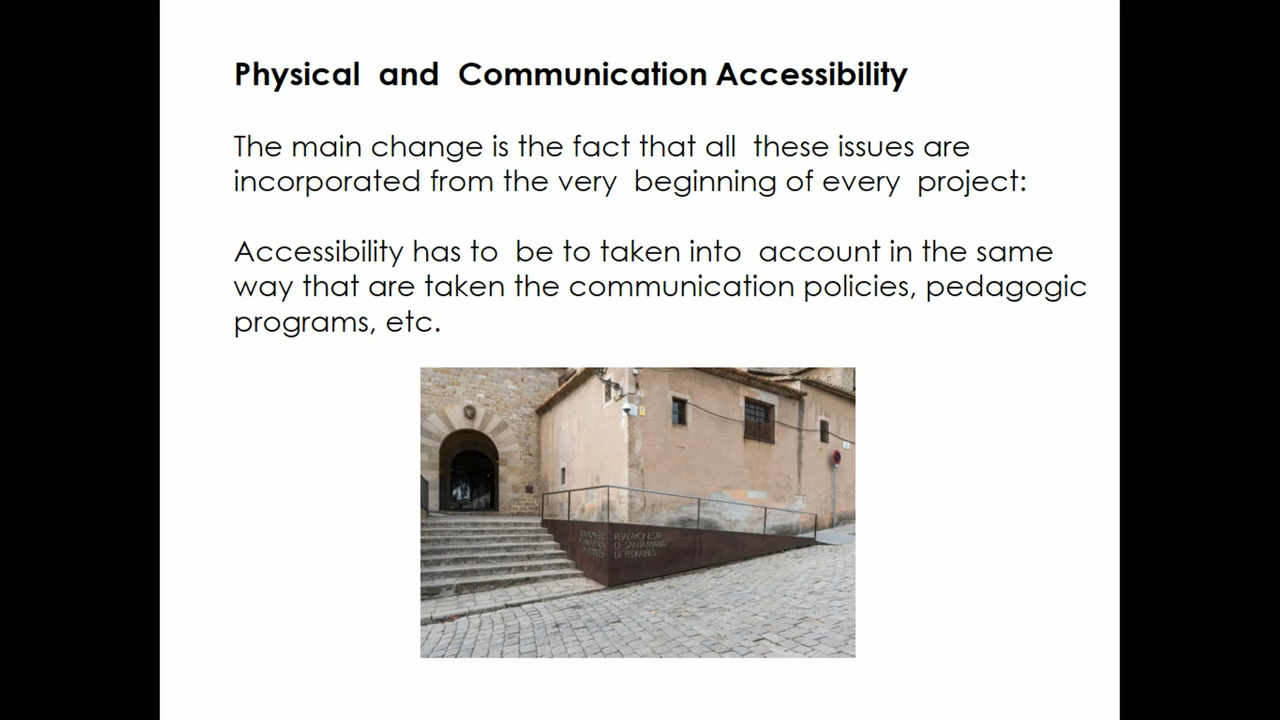 Physical and Communication Accessibility
The main change is the fact that all these issues are
incorporated from the very beginning of every project:
Accessibility has to be to taken into account in the same
way that are taken the communication policies, pedagogic
programs, etc.
REIAL MONESTIR
DE SANTA MARIA
DE PEDRALBES